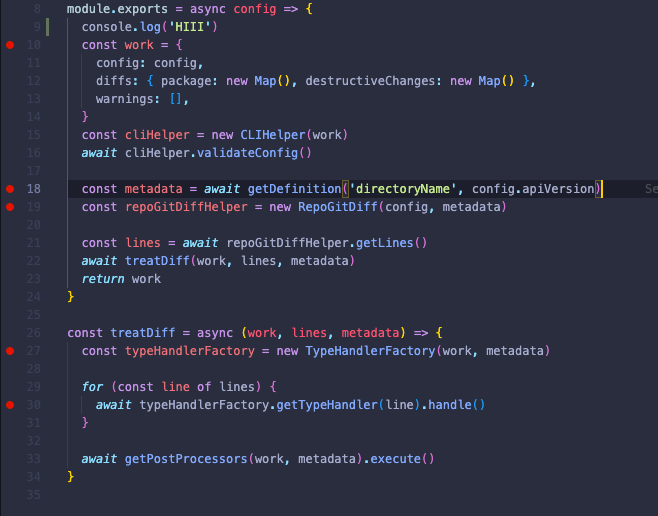 8 module.exports = async config => {
9 console.log('HIII')
10 const work = {
11 config: config,
12 diffs: { package: new Map(), destructiveChanges: new Map() },
13 warnings: [],
14 }
15 const cliHelper = new CLIHelper(work)
16 await cliHelper.validateConfig()
17
18 const metadata = await getDefinition('directoryName', config.apiVersion) Se
19 const repoGitDiffHelper = new RepoGitDiff(config, metadata)
20
21 const lines = await repoGitDiffHelper.getLines()
22 await treatDiff(work, lines, metadata)
23 return work
24 }
25
26 const treatDiff = async (work, lines, metadata) => {
27 const typeHandlerFactory = new TypeHandlerFactory(work, metadata)
28
29 for (const line of lines) {
30 await typeHandlerFactory.getTypeHandler(line).handle()
31 }
32
33 await getPostProcessors(work, metadata).execute()
34 }
35